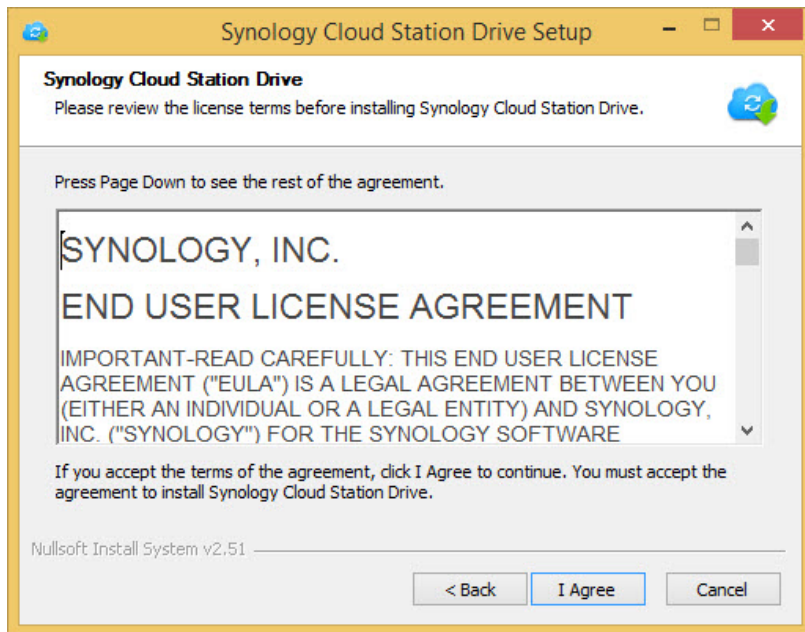 Synology Cloud Station Drive Setup
Synology Cloud Station Drive
Please review the license terms before installing Synology Cloud Station Drive.
Press Page Down to see the rest of the agreement.
SYNOLOGY, INC.
END USER LICENSE AGREEMENT
IMPORTANT-READ CAREFULLY: THIS END USER LICENSE
AGREEMENT ("EULA") IS A LEGAL AGREEMENT BETWEEN YOU
(EITHER AN INDIVIDUAL OR A LEGAL ENTITY) AND SYNOLOGY,
INC. ("SYNOLOGY") FOR THE SYNOLOGY SOFTWARE
If you accept the terms of the agreement, click I Agree to continue. You must accept the
agreement to install Synology Cloud Station Drive.
Nullsoft Install System v2.51
< Back I Agree Cancel